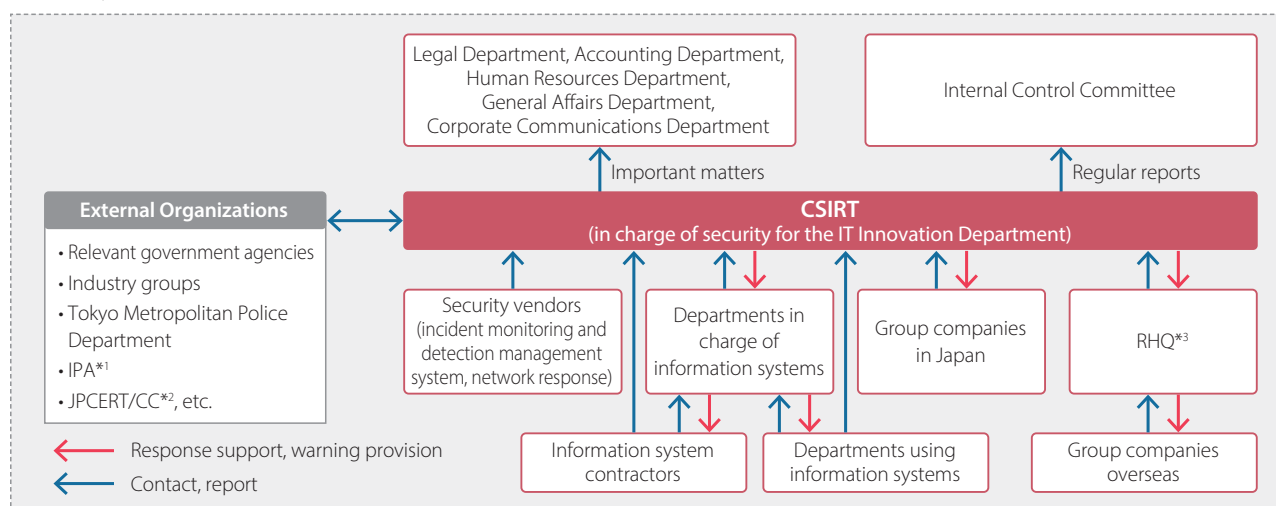 Legal Department, Accounting Department,
Human Resources Department,
General Affairs Department,
Corporate Communications Department
Internal Control Committee
Important matters
Regular reports
External Organizations
• Relevant government agencies
• Industry groups
• Tokyo Metropolitan Police
Department
• IPA*1
• JPCERT/CC*2, etc.
CSIRT
(in charge of security for the IT Innovation Department)
Security vendors
(incident monitoring and
detection management
system, network response)
Departments in
charge of
information systems
Group companies
in Japan
RHQ*3
Information system
contractors
Departments using
information systems
Group companies
overseas
Response support, warning provision
Contact, report